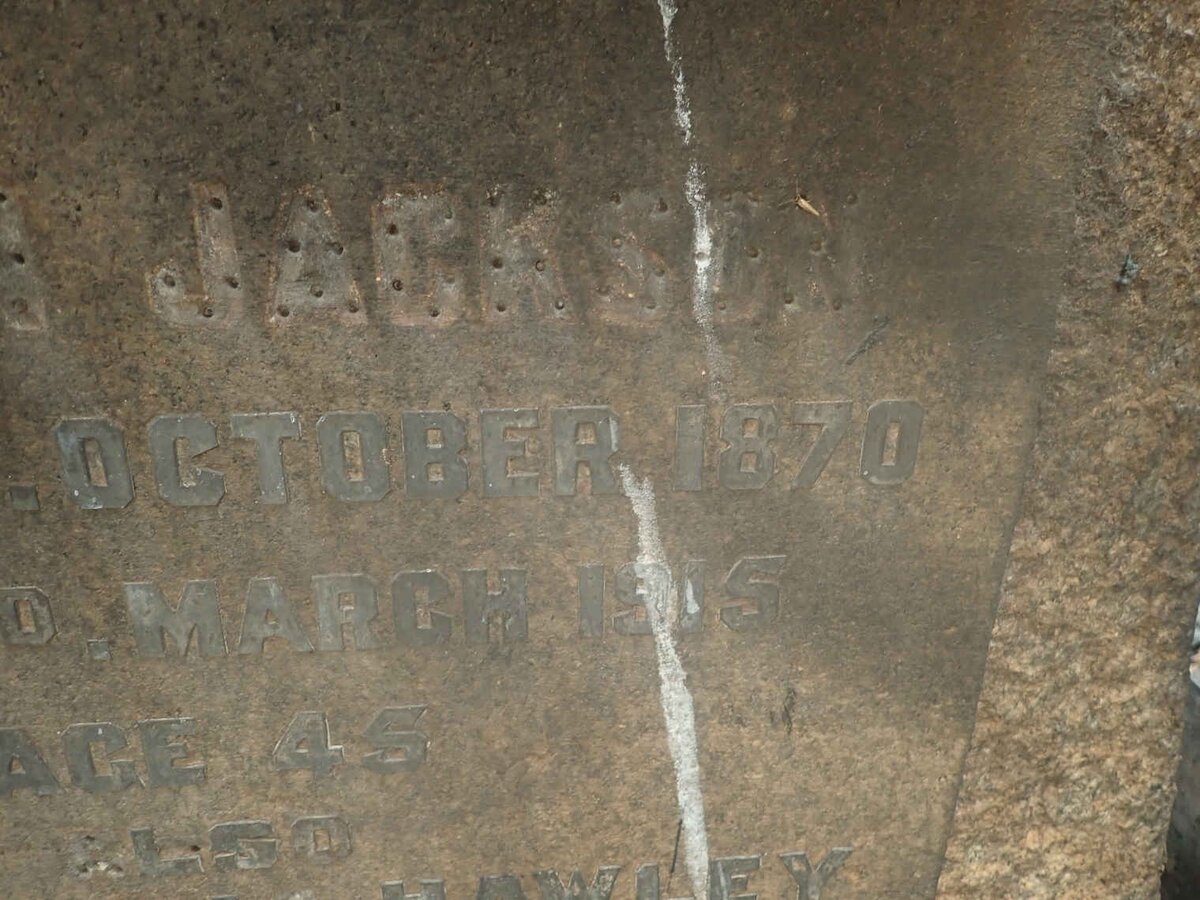 A JACKSON
. OCTOBER 1870
D. MARCH 1915
AGE 45
ALSO
HAWLEY